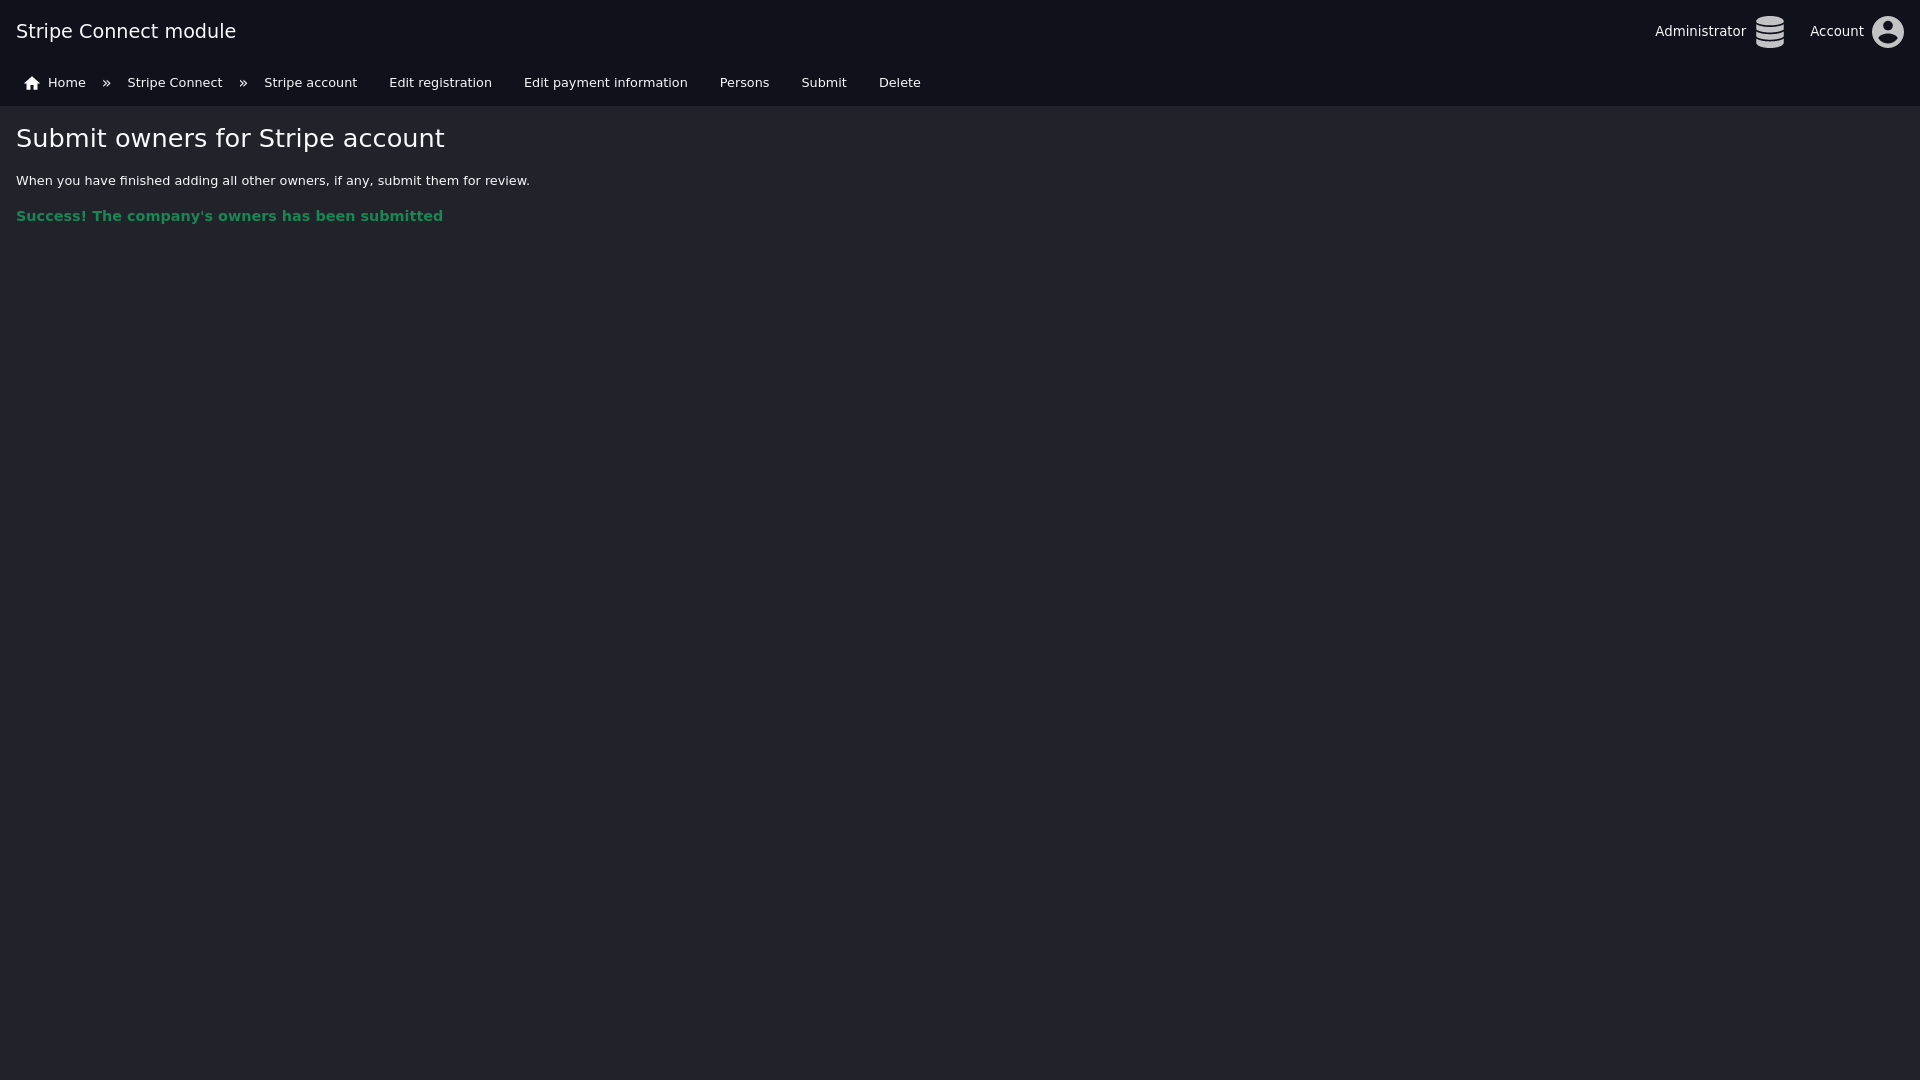 Stripe Connect module
Administrator
Account
Home » Stripe Connect » Stripe account Edit registration Edit payment information Persons Submit Delete
Submit owners for Stripe account
When you have finished adding all other owners, if any, submit them for review.
Success! The company's owners has been submitted